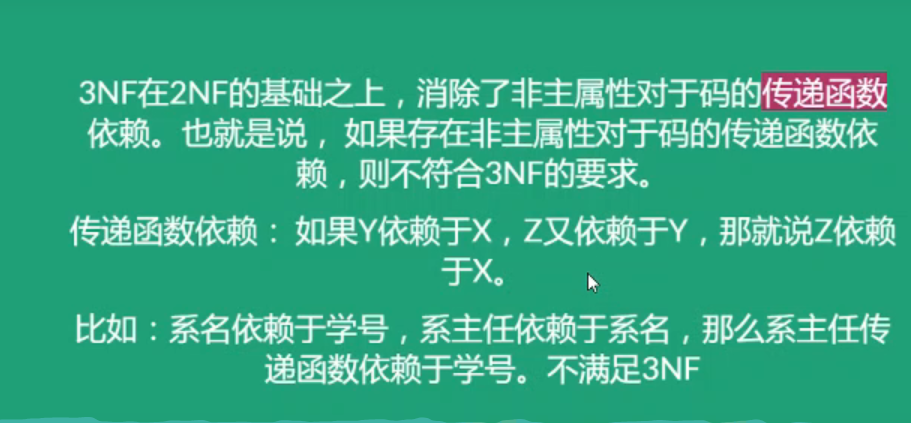 3NF在2NF的基础之上，消除了非主属性对于码的传递函数
依赖。也就是说， 如果存在非主属性对于码的传递函数依
赖，则不符合3NF的要求。
传递函数依赖： 如果Y依赖于X，Z又依赖于Y，那就说Z依赖
于X。
比如：系名依赖于学号，系主任依赖于系名，那么系主任传
递函数依赖于学号。不满足3NF